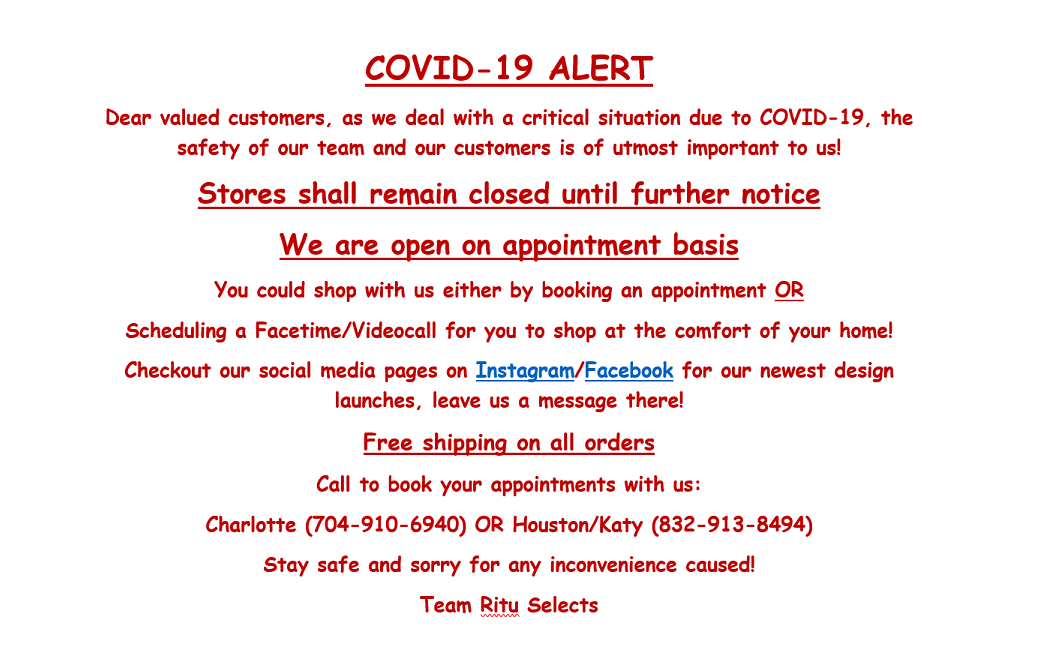 COVID-19 ALERT
Dear valued customers, as we deal with a critical situation due to COVID-19, the
safety of our team and our customers is of utmost important to us!
Stores shall remain closed until further notice
We are open on appointment basis
You could shop with us either by booking an appointment OR
Scheduling a Facetime/Videocall for you to shop at the comfort of your home!
Checkout our social media pages on Instagram/Facebook for our newest design
launches, leave us a message there!
Free shipping on all orders
Call to book your appointments with us:
Charlotte (704-910-6940) OR Houston/Katy (832-913-8494)
Stay safe and sorry for any inconvenience caused!
Team Ritu Selects